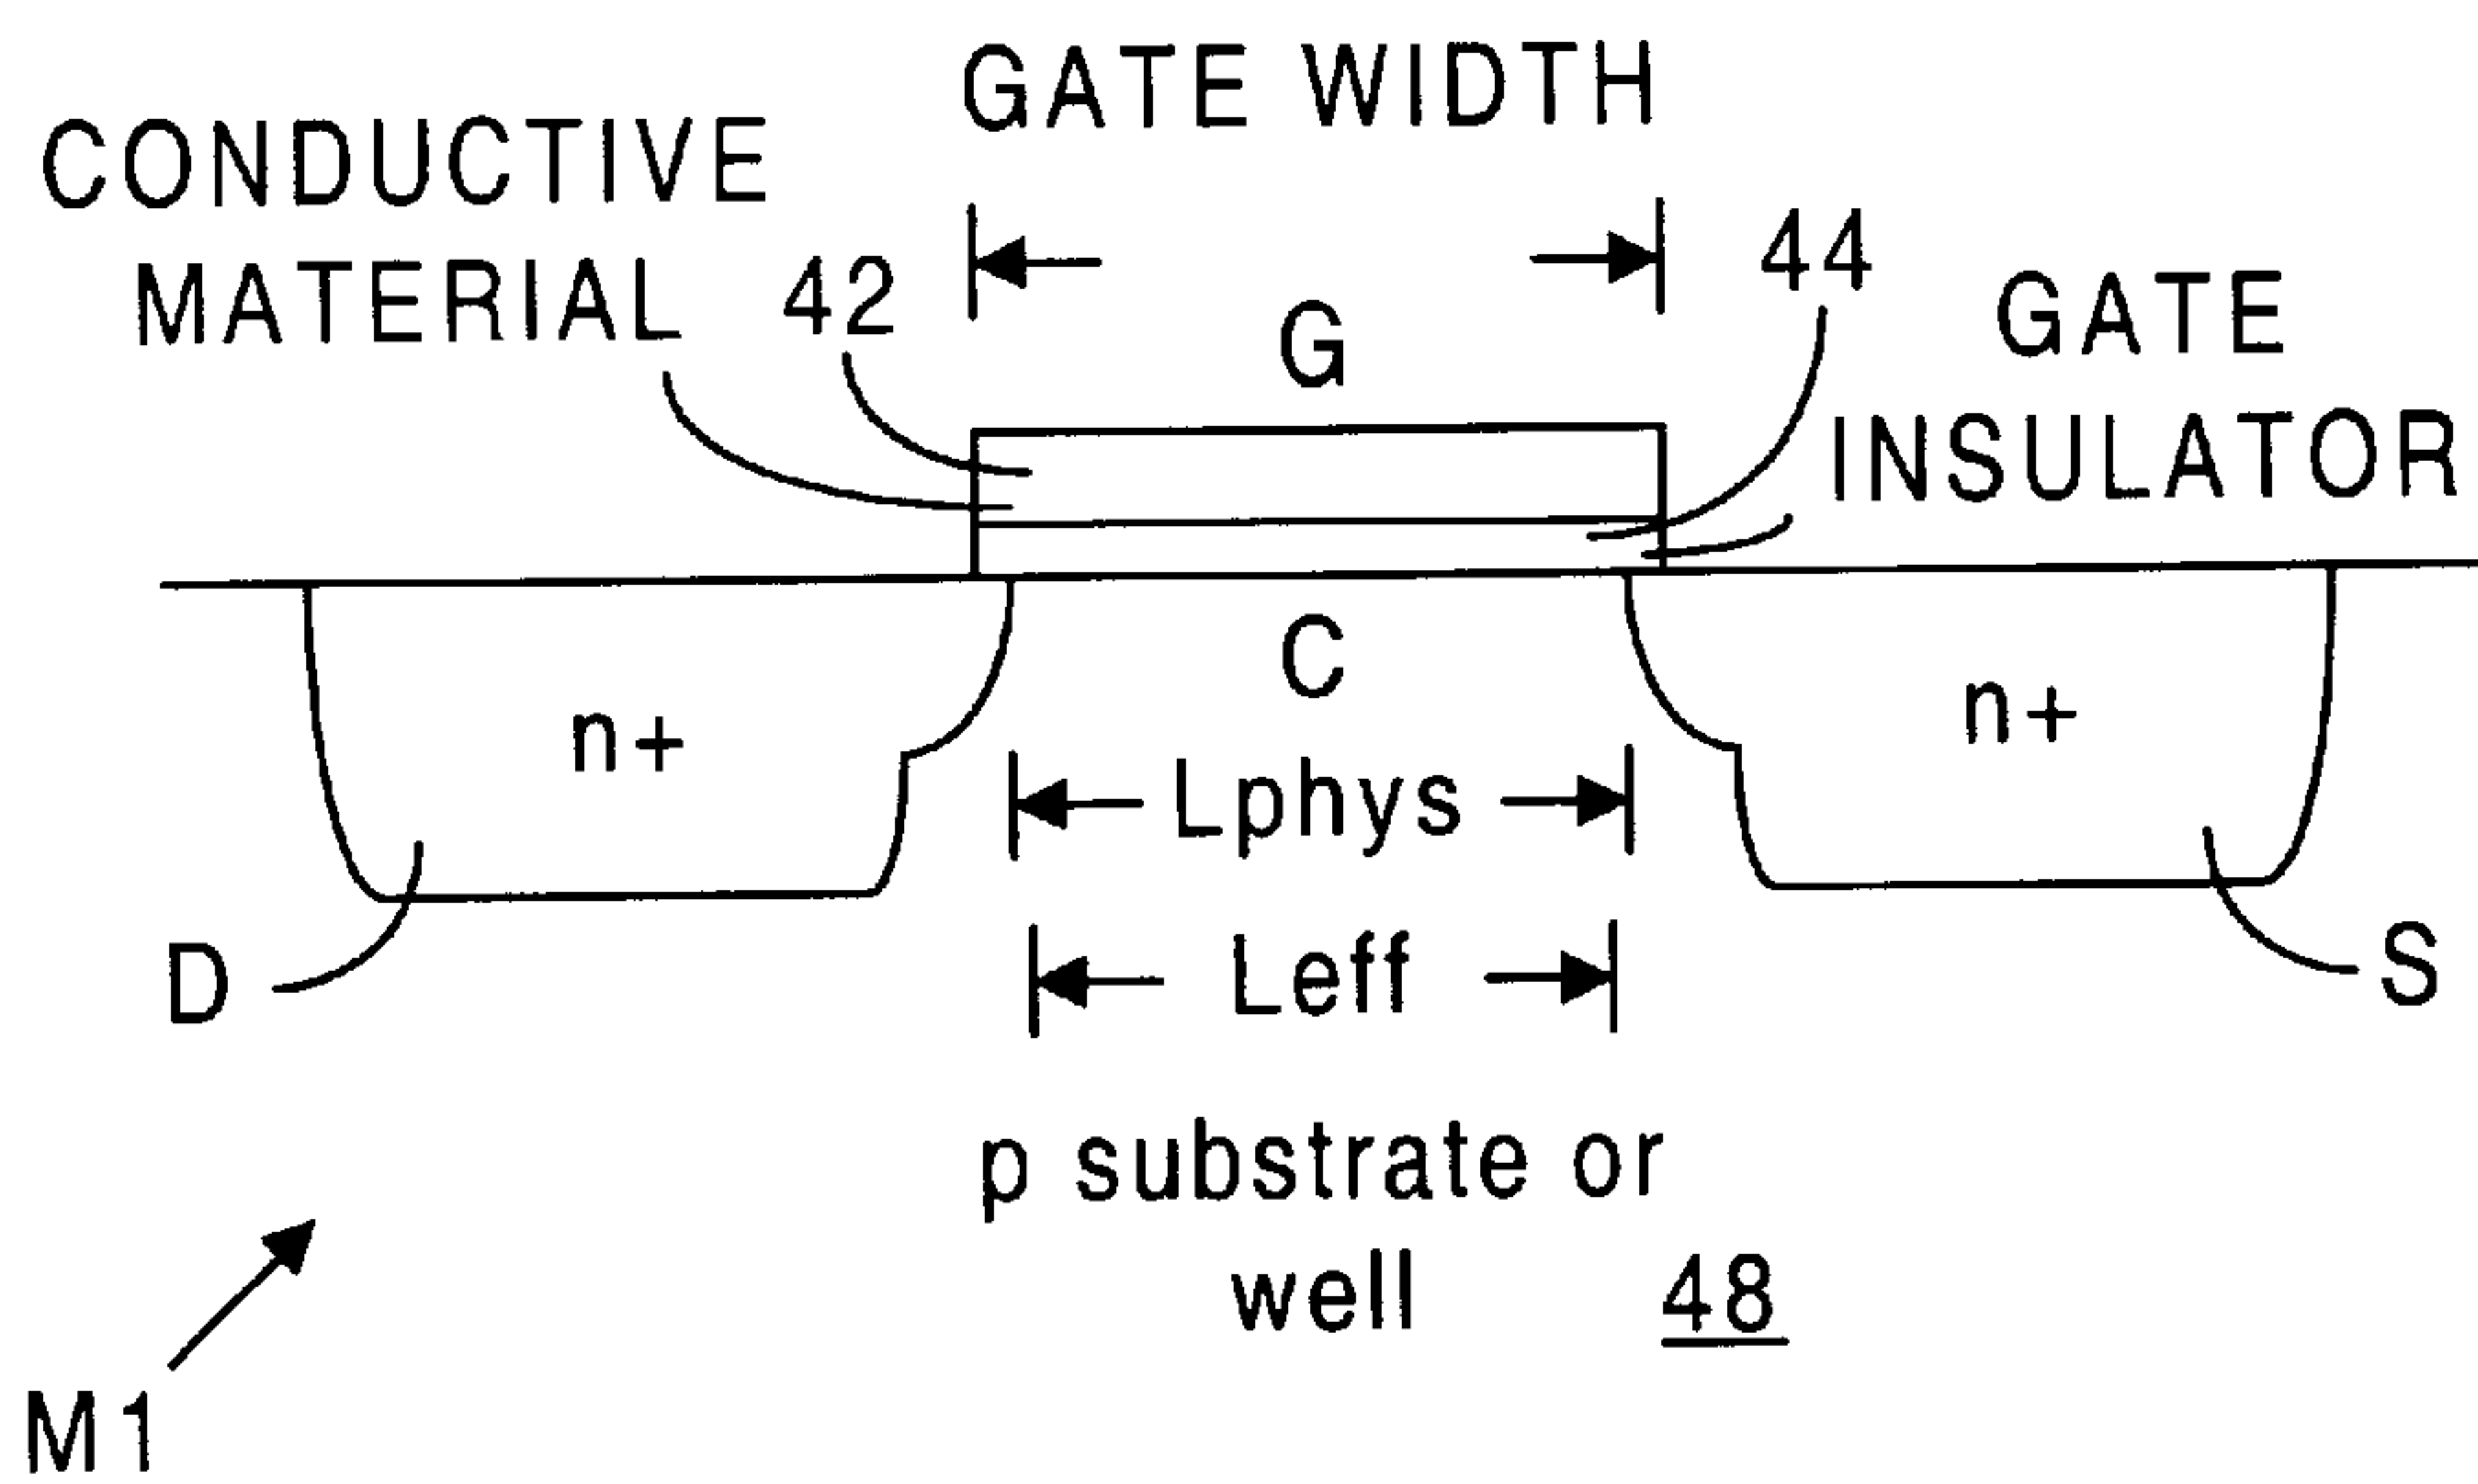 GATE WIDTH
CONDUCTIVE
MATERIAL 42
44
GATE
INSULATOR
G
C
n+
n+
Lphys
Leff
D
S
p substrate or
well 48
M1